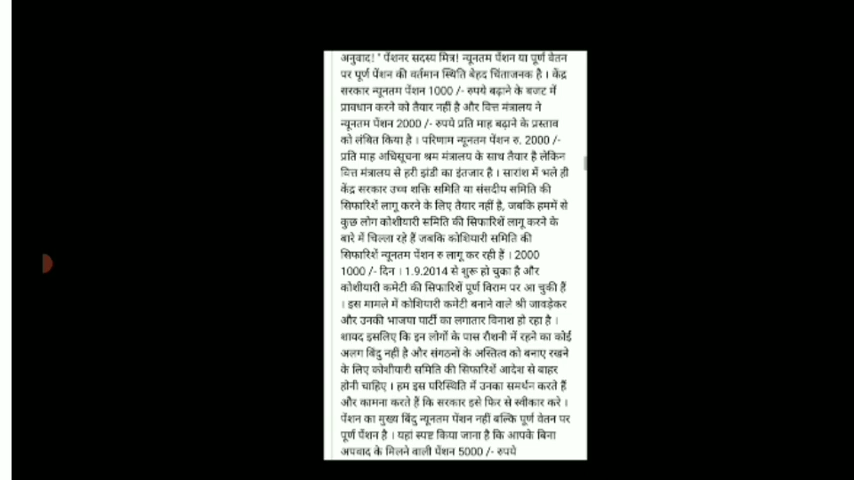 अनुवाद! " पेंशनर सदस्य मित्र! न्यूनतम पेंशन या पूर्ण वेतन
पर पूर्ण पेंशन की वर्तमान स्थिति बेहद चिंताजनक है । केंद्र
सरकार न्यूनतम पेंशन 1000 /- रुपये बढ़ाने के बजट में
प्रावधान करने को तैयार नहीं है और वित्त मंत्रालय ने
न्यूनतम पेंशन 2000 /- रुपये प्रति माह बढ़ाने के प्रस्ताव
को लंबित किया है । परिणाम न्यूनतम पेंशन रु. 2000 /-
प्रति माह अधिसूचना श्रम मंत्रालय के साथ तैयार है लेकिन
वित्त मंत्रालय से हरी झंडी का इंतजार है । सारांश में भले ही
केंद्र सरकार उच्च शक्ति समिति या संसदीय समिति की
सिफारिशें लागू करने के लिए तैयार नहीं है, जबकि हममें से
कुछ लोग कोशीयारी समिति की सिफारिशें लागू करने के
बारे में चिल्ला रहे हैं जबकि कोशियारी समिति की
सिफारिशें न्यूनतम पेंशन रु लागू कर रही हैं । 2000
1000 /- दिन । 1.9.2014 से शुरू हो चुका है और
कोशीयारी कमेटी की सिफारिशें पूर्ण विराम पर आ चुकी हैं
। इस मामले में कोशियारी कमेटी बनाने वाले श्री जावड़ेकर
और उनकी भाजपा पार्टी का लगातार विनाश हो रहा है ।
शायद इसलिए कि इन लोगों के पास रौशनी में रहने का कोई
अलग बिंदु नहीं है और संगठनों के अस्तित्व को बनाए रखने
के लिए कोशीयारी समिति की सिफारिशें आदेश से बाहर
होनी चाहिए । हम इस परिस्थिति में उनका समर्थन करते हैं
और कामना करते हैं कि सरकार इसे फिर से स्वीकार करे ।
पेंशन का मुख्य बिंदु न्यूनतम पेंशन नहीं बल्कि पूर्ण वेतन पर
पूर्ण पेंशन है । यहां स्पष्ट किया जाना है कि आपके बिना
अपवाद के मिलने वाली पेंशन 5000 /- रुपये